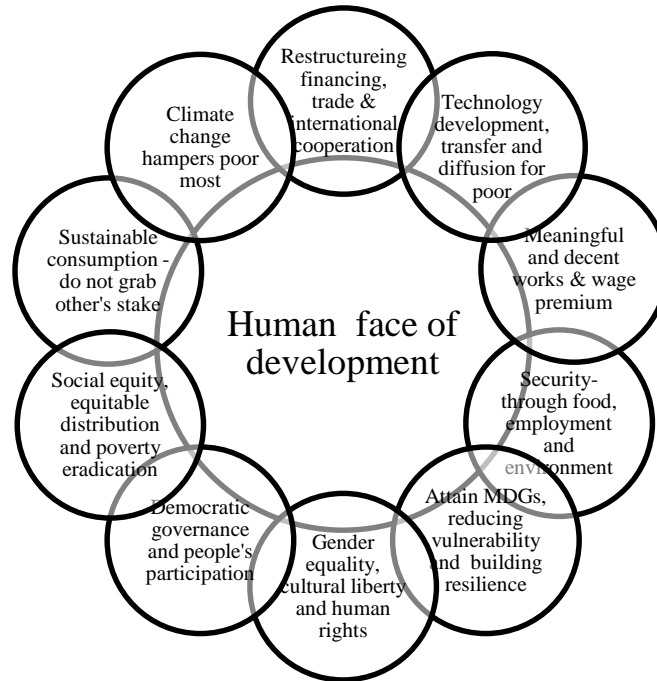 Restructureing
financing,
trade &
international
cooperation
Technology
development,
transfer and
diffusion for
poor
Meaningful
and decent
works & wage
premium
Security-
through food,
employment
and
environment
Attain MDGs,
reducing
vulnerability
and building
resilience
Gender
equality,
cultural liberty
and human
rights
Democratic
governance
and people's
participation
Social equity,
equitable
distribution
and poverty
eradication
Sustainable
consumption -
do not grab
other's stake
Climate
change
hampers poor
most
Human face of
development